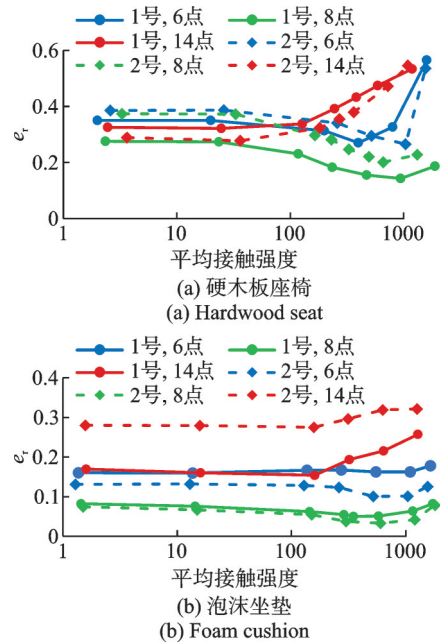 1号, 6点 1号, 8点
1号, 14点 2号, 6点
2号, 8点 2号, 14点
0.6
0.4
0.2
0
e_r
1 10 100 1000
平均接触强度
(a) 硬木板座椅
(a) Hardwood seat
1号, 6点 1号, 8点
1号, 14点 2号, 6点
2号, 8点 2号, 14点
0.4
0.3
0.2
0.1
0
e_r
1 10 100 1000
平均接触强度
(b) 泡沫坐垫
(b) Foam cushion